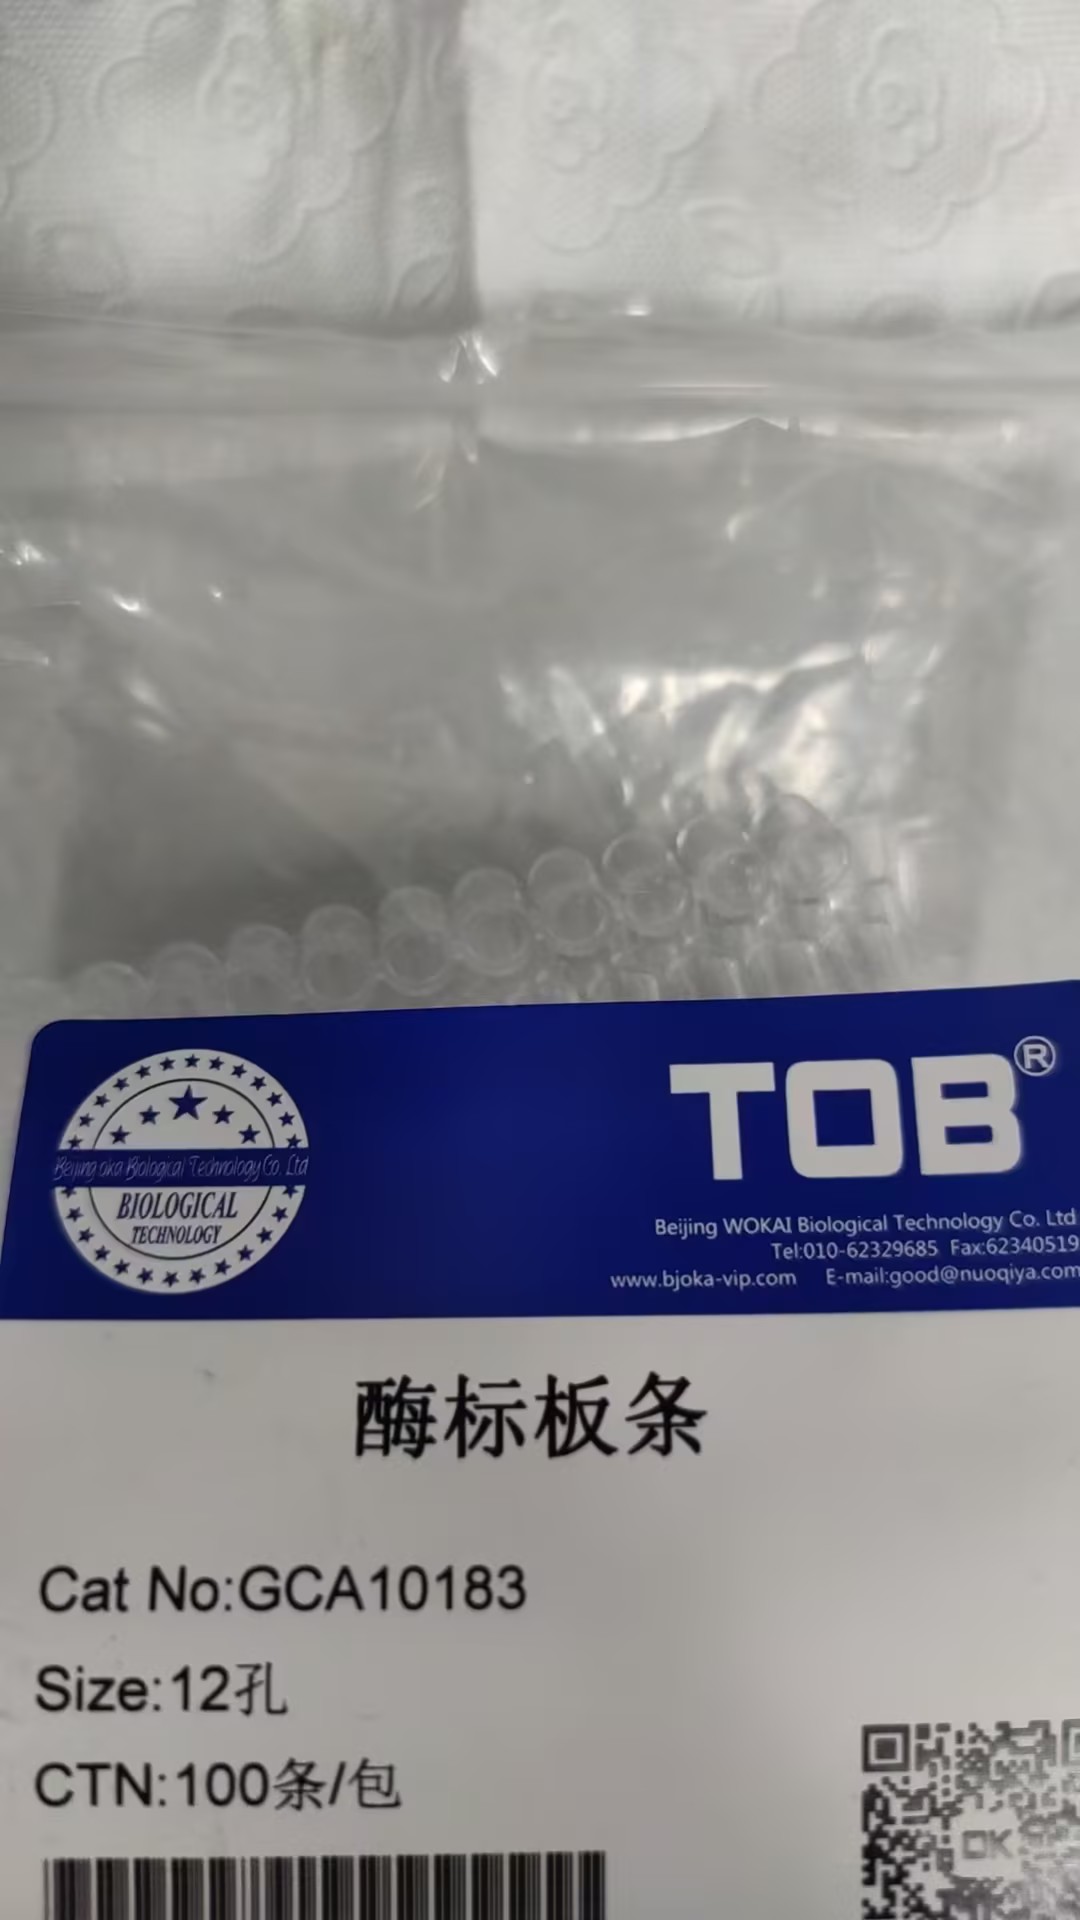 Beijing oka Biological Technology Co. Ltd
BIOLOGICAL
TECHNOLOGY
TOB®
Beijing WOKAI Biological Technology Co. Ltd
Tel:010-62329685 Fax:62340519
www.bjoka-vip.com E-mail:good@nuoqiya.com
酶标板条
Cat No:GCA10183
Size:12孔
CTN:100条/包
OK